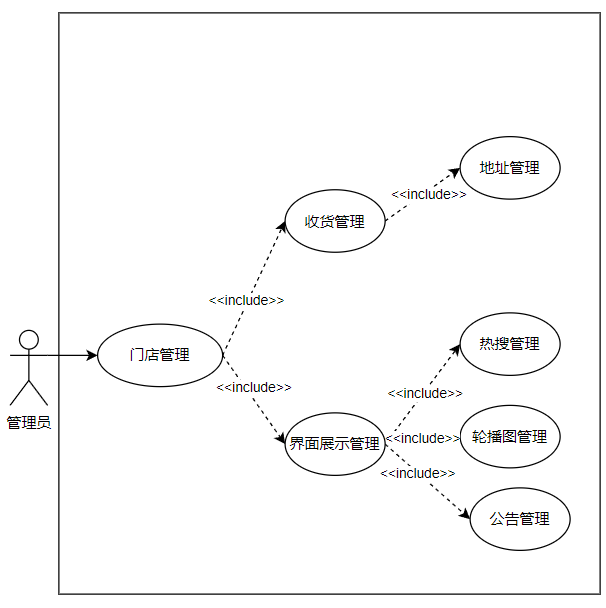 地址管理
<<include>>
收货管理
<<include>>
热搜管理
门店管理
<<include>>
<<include>>
管理员
界面展示管理
<<include>>
轮播图管理
<<include>>
公告管理